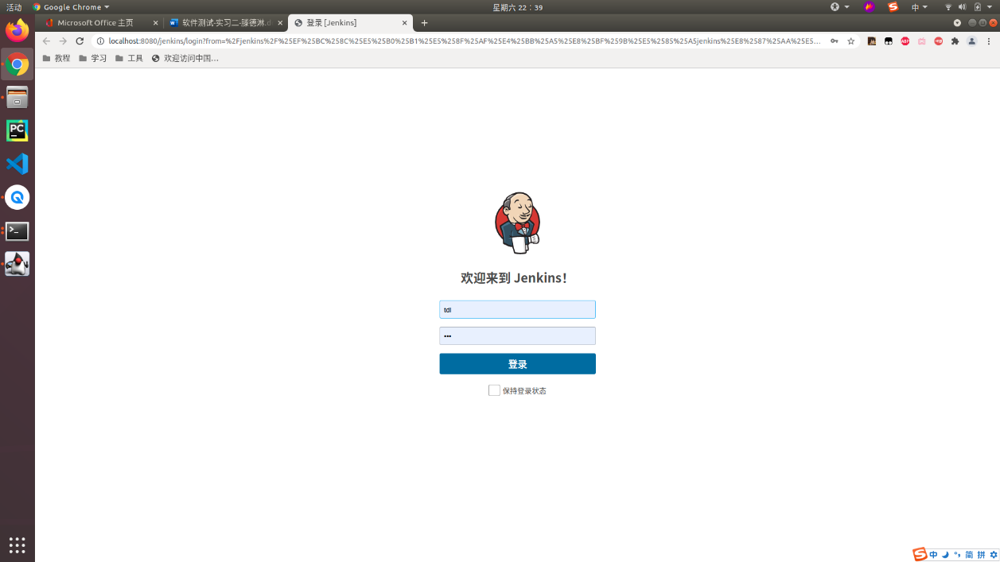 活动 Google Chrome 星期六 22：39 中
Microsoft Office 主页 软件测试-实习二-滕德淋.d 登录 [Jenkins]
localhost:8080/jenkins/login?from=%2Fjenkins%2F%25EF%25BC%258C%25E5%25B0%25B1%25E5%258F%25AF%25E4%25BB%25A5%25E8%25BF%259B%25E5%2585%25A5jenkins%25E8%2587%25AA%25E5...
教程 学习 工具 欢迎访问中国...
欢迎来到 Jenkins！
tdl
•••
登录
保持登录状态
中 °, 简 拼